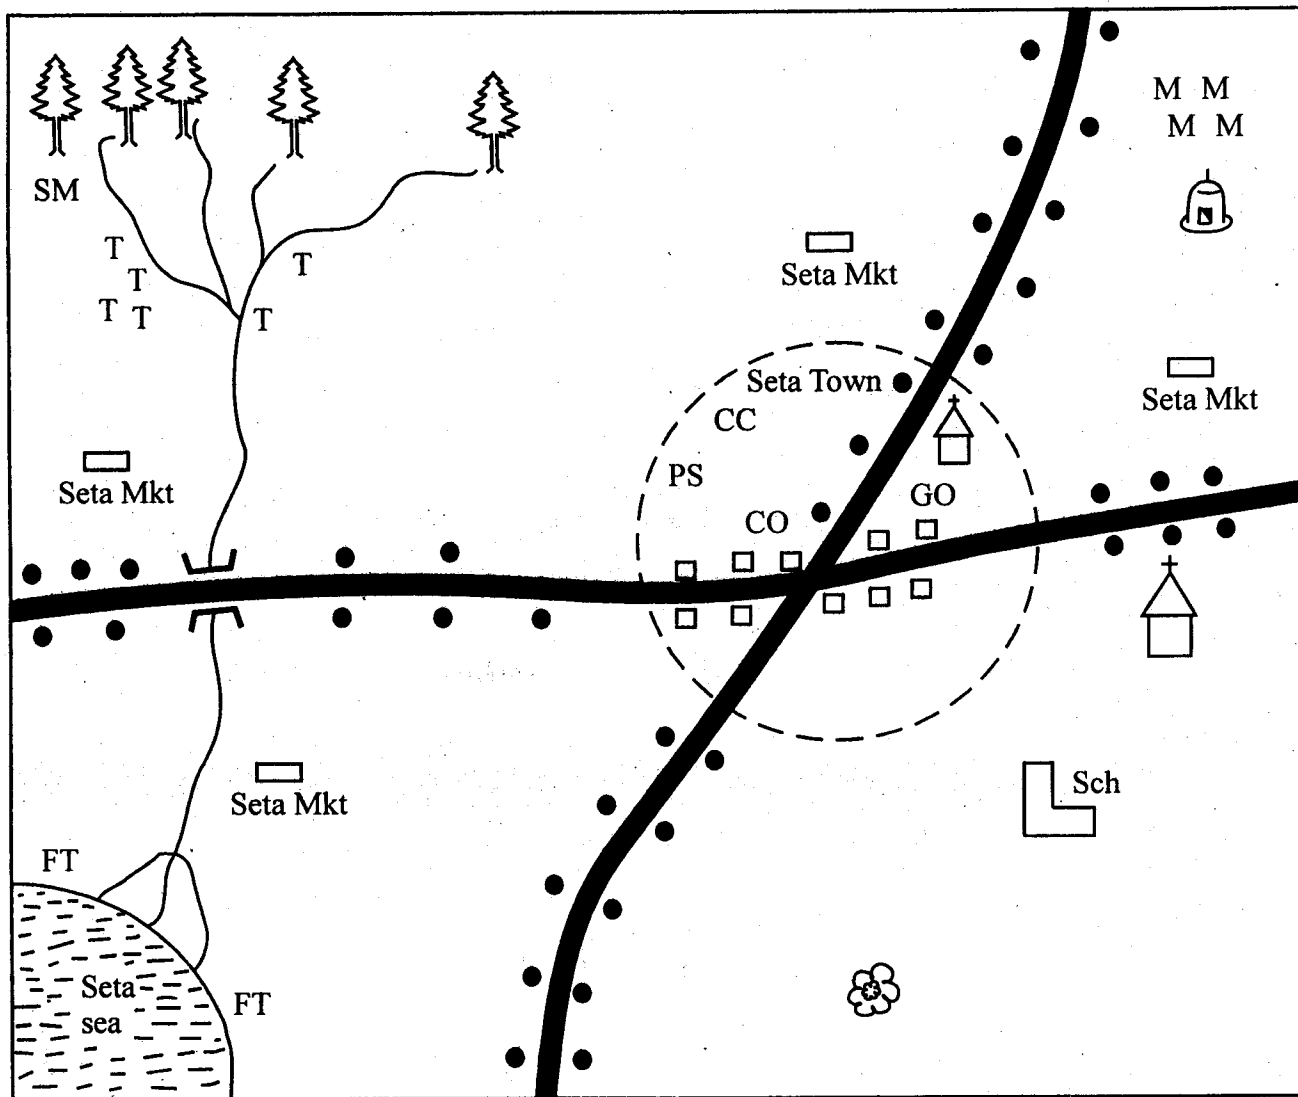 M M
M M
SM
T
T
T
T T
T
Seta Mkt
Seta Town
Seta Mkt
CC
PS
Seta Mkt
GO
CO
Sch
Seta Mkt
FT
Seta
sea
FT